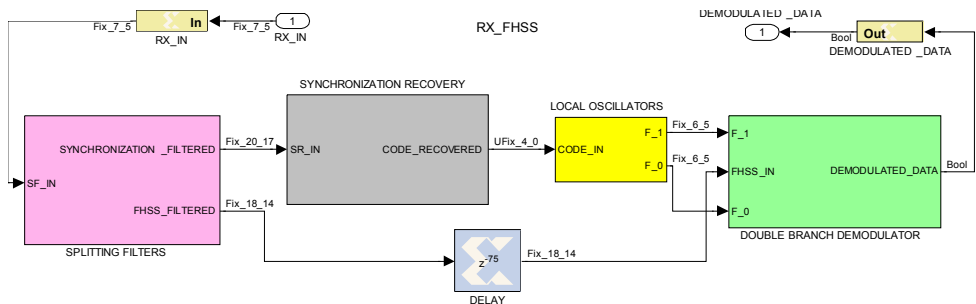 DEMODULATED _DATA
Fix_7_5
In
Fix_7_5
1
RX_IN
RX_IN
RX_FHSS
1
Bool
Out
DEMODULATED _DATA
SYNCHRONIZATION RECOVERY
LOCAL OSCILLATORS
SYNCHRONIZATION _FILTERED
Fix_20_17
SR_IN
CODE_RECOVERED
UFix_4_0
CODE_IN
F_1
Fix_6_5
F_1
F_0
Fix_6_5
FHSS_IN
DEMODULATED_DATA
Bool
SF_IN
FHSS_FILTERED
Fix_18_14
F_0
SPLITTING FILTERS
DOUBLE BRANCH DEMODULATOR
z-75
Fix_18_14
DELAY